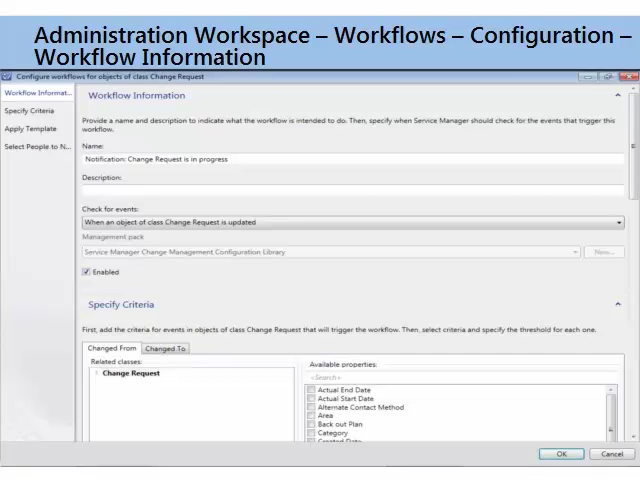 Administration Workspace – Workflows – Configuration –
Workflow Information
Configure workflows for objects of class Change Request
Workflow Informat...
Specify Criteria
Apply Template
Select People to N...
Workflow Information
Provide a name and description to indicate what the workflow is intended to do. Then, specify when Service Manager should check for the events that trigger this
workflow.
Name:
Notification: Change Request is in progress
Description:
Check for events:
When an object of class Change Request is updated
Management pack
Service Manager Change Management Configuration Library
New...
Enabled
Specify Criteria
First, add the criteria for events in objects of class Change Request that will trigger the workflow. Then, select criteria and specify the threshold for each one.
Changed From
Changed To
Related classes:
Change Request
Available properties:
<Search>
Actual End Date
Actual Start Date
Alternate Contact Method
Area
Back out Plan
Category
Created Date
OK
Cancel